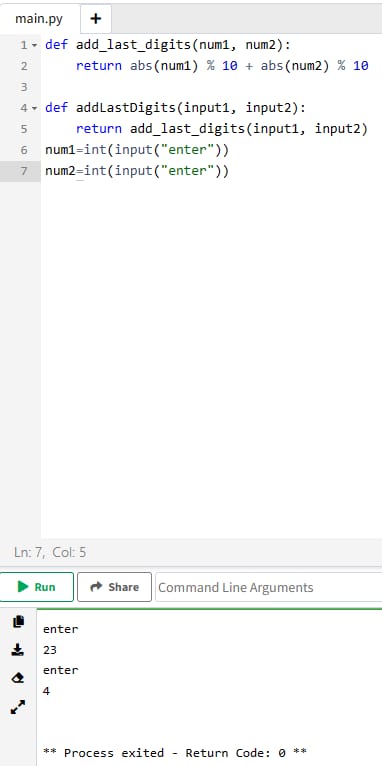 main.py +
1 def add_last_digits(num1, num2):
2     return abs(num1) % 10 + abs(num2) % 10
3
4 def addLastDigits(input1, input2):
5     return add_last_digits(input1, input2)
6 num1=int(input("enter"))
7 num2=int(input("enter"))
Ln: 7, Col: 5
Run Share Command Line Arguments
enter
23
enter
4
** Process exited - Return Code: 0 **